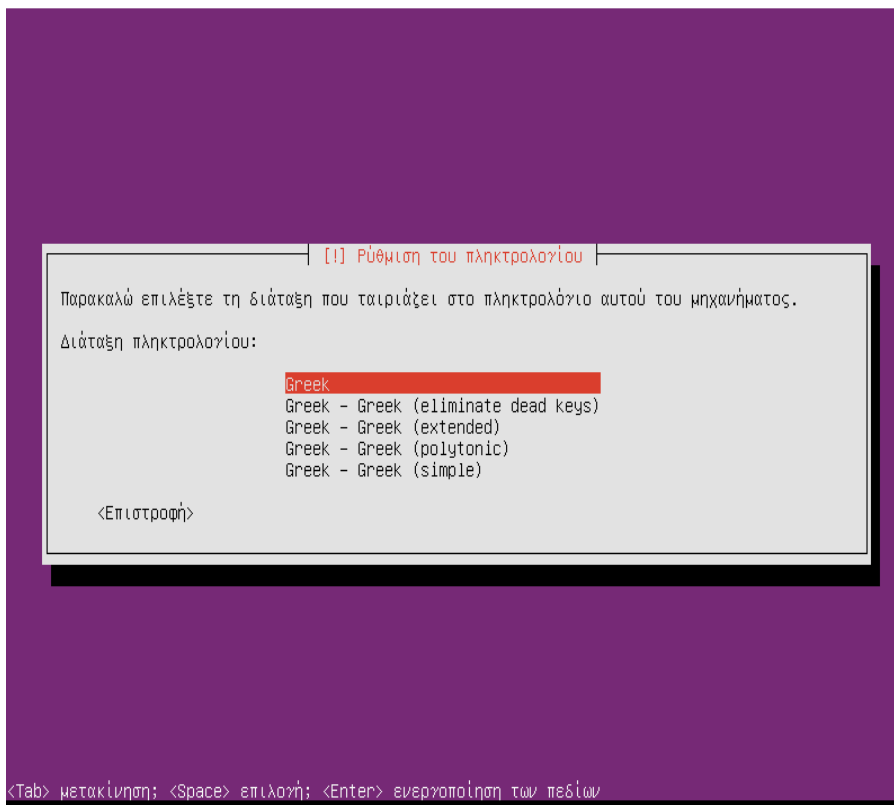 [!] Ρύθμιση του πληκτρολογίου
Παρακαλώ επιλέξτε τη διάταξη που ταιριάζει στο πληκτρολόγιο αυτού του μηχανήματος.
Διάταξη πληκτρολογίου:
Greek
Greek - Greek (eliminate dead keys)
Greek - Greek (extended)
Greek - Greek (polytonic)
Greek - Greek (simple)
<Επιστροφή>
<Tab> μετακίνηση; <Space> επιλογή; <Enter> ενεργοποίηση των πεδίων